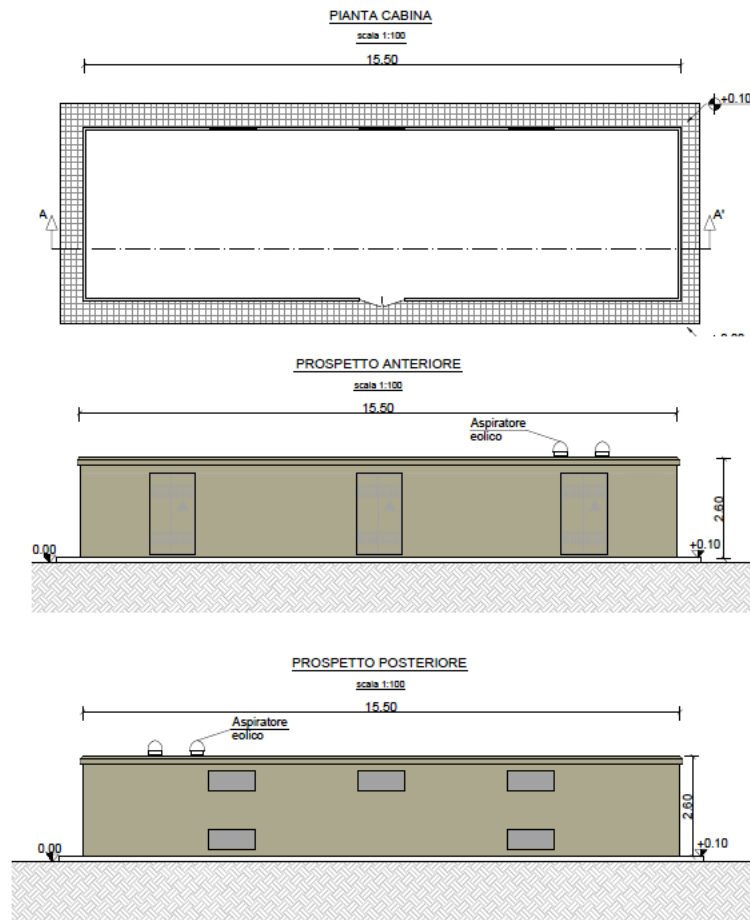 PIANTA CABINA
scala 1:100
15.50
+0.10
A
A'
PROSPETTO ANTERIORE
scala 1:100
15.50
Aspiratore
eolico
2.60
0.00
+0.10
PROSPETTO POSTERIORE
scala 1:100
15.50
Aspiratore
eolico
2.60
0.00
+0.10